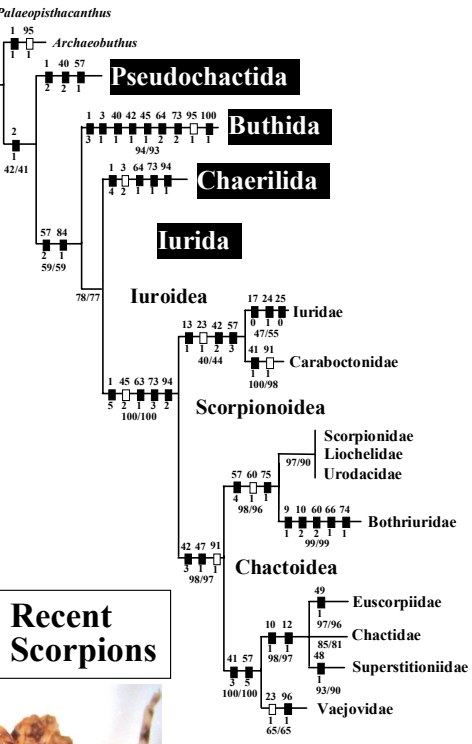 Palaeopisthacanthus
1 95
Archaeobuthus
1 1
1 40 57
Pseudochactida
2 2 1
1 3 40 42 45 64 73 95 100
Buthida
3 1 1 1 1 2 2 1 1
94/93
2
1
42/41
1 3 64 73 94
Chaerilida
4 2 1 1 1
57 84
2 1
59/59
Iurida
78/77
Iuroidea
17 24 25
Iuridae
0 1 0
47/55
13 23 42 57
1 1 2 3
40/44
41 91
Caraboctonidae
1 1
100/98
1 45 63 73 94
5 2 1 3 2
100/100
Scorpionoidea
Scorpionidae
97/90
Liochelidae
Urodacidae
57 60 75
4 1 1
98/96
9 10 60 66 74
Bothriuridae
1 2 2 1 1
99/99
42 47 91
3 1 1
98/97
Chactoidea
49
Euscorpiidae
1
97/96
10 12
1 1
98/97
Chactidae
85/81
48
Superstitioniidae
1
93/90
41 57
3 5
100/100
23 96
Vaejovidae
1 1
65/65
Recent
Scorpions